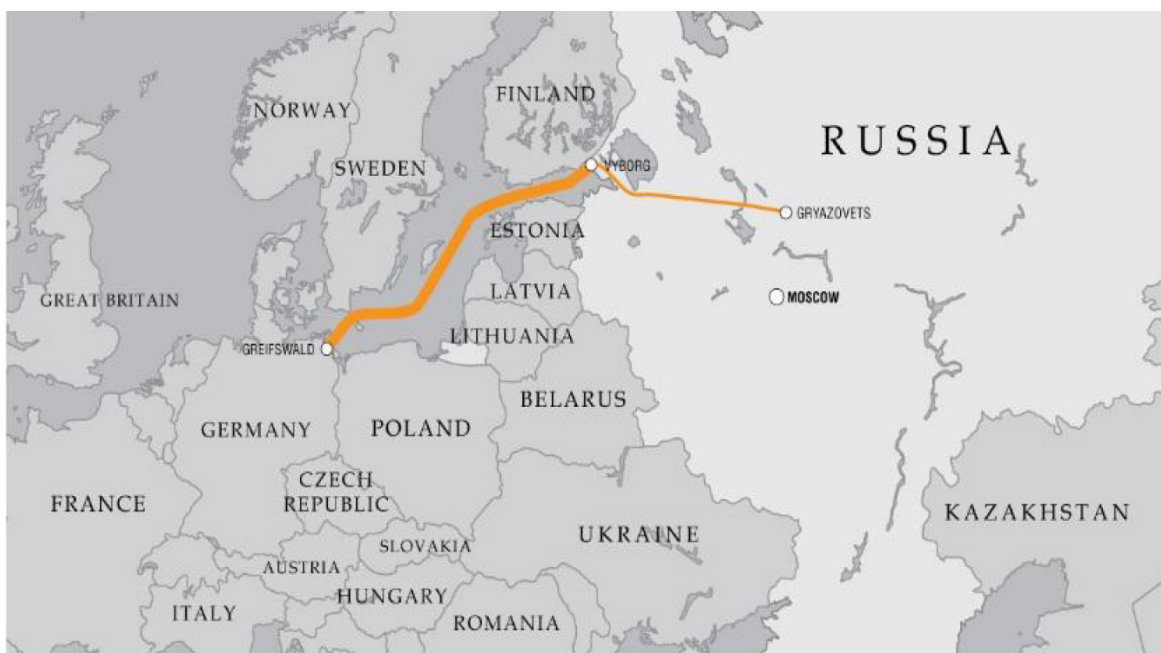 FINLAND
NORWAY
RUSSIA
SWEDEN
VYBORG
GRYAZOVETS
ESTONIA
LATVIA
GREAT BRITAIN
MOSCOW
LITHUANIA
GREIFSWALD
BELARUS
GERMANY
POLAND
CZECH
REPUBLIC
FRANCE
KAZAKHSTAN
UKRAINE
SLOVAKIA
AUSTRIA
HUNGARY
ITALY
ROMANIA